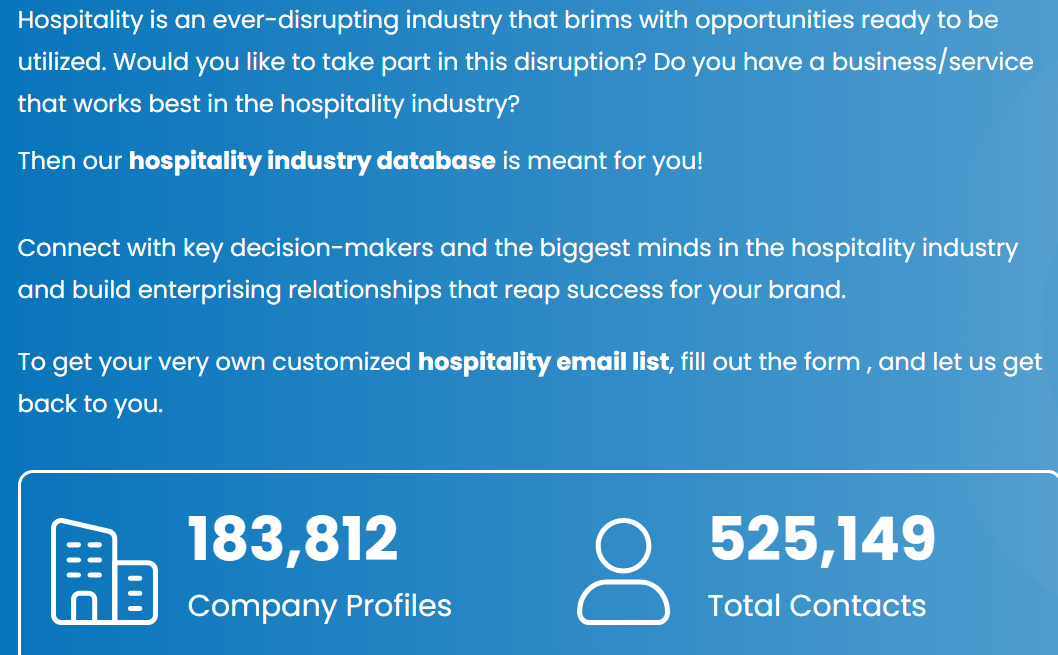 Hospitality is an ever-disrupting industry that brims with opportunities ready to be
utilized. Would you like to take part in this disruption? Do you have a business/service
that works best in the hospitality industry?
Then our hospitality industry database is meant for you!
Connect with key decision-makers and the biggest minds in the hospitality industry
and build enterprising relationships that reap success for your brand.
To get your very own customized hospitality email list, fill out the form , and let us get
back to you.
183,812
Company Profiles
525,149
Total Contacts